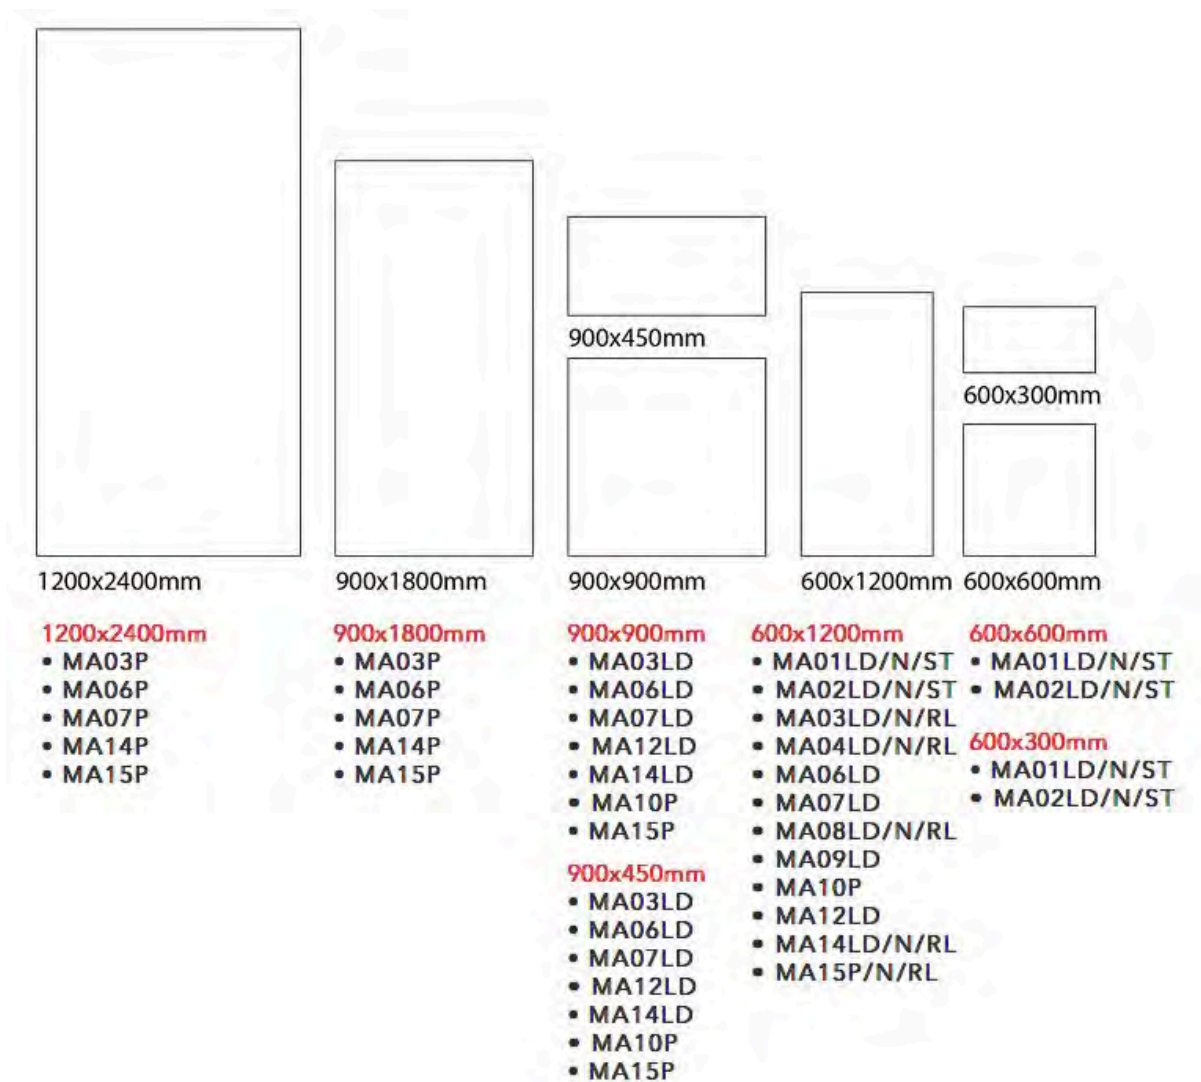 900x450mm
600x300mm
1200x2400mm
900x1800mm
900x900mm
600x1200mm
600x600mm
1200x2400mm
• MA03P
• MA06P
• MA07P
• MA14P
• MA15P
900x1800mm
• MA03P
• MA06P
• MA07P
• MA14P
• MA15P
900x900mm
• MA03LD
• MA06LD
• MA07LD
• MA12LD
• MA14LD
• MA10P
• MA15P
900x450mm
• MA03LD
• MA06LD
• MA07LD
• MA12LD
• MA14LD
• MA10P
• MA15P
600x1200mm
• MA01LD/N/ST
• MA02LD/N/ST
• MA03LD/N/RL
• MA04LD/N/RL
• MA06LD
• MA07LD
• MA08LD/N/RL
• MA09LD
• MA10P
• MA12LD
• MA14LD/N/RL
• MA15P/N/RL
600x600mm
• MA01LD/N/ST
• MA02LD/N/ST
600x300mm
• MA01LD/N/ST
• MA02LD/N/ST